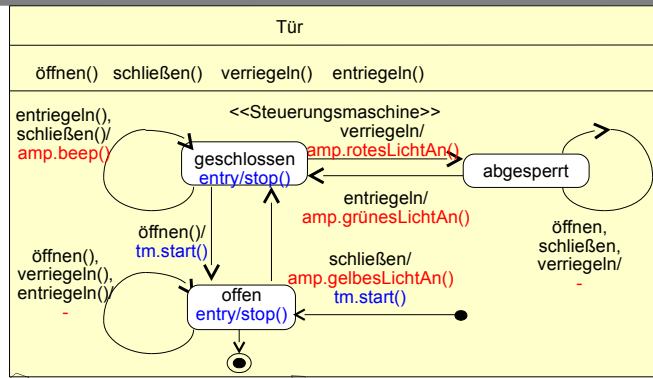 Tür
öffnen() schließen() verriegeln() entriegeln()
<<Steuerungsmaschine>>
entriegeln(),
schließen()/
amp.beep()
geschlossen
entry/stop()
verriegeln/
amp.rotesLichtAn()
abgesperrt
entriegeln/
amp.grünesLichtAn()
öffnen,
schließen,
verriegeln/
-
öffnen()/
tm.start()
schließen/
amp.gelbesLichtAn()
tm.start()
öffnen(),
verriegeln(),
entriegeln()/
-
offen
entry/stop()